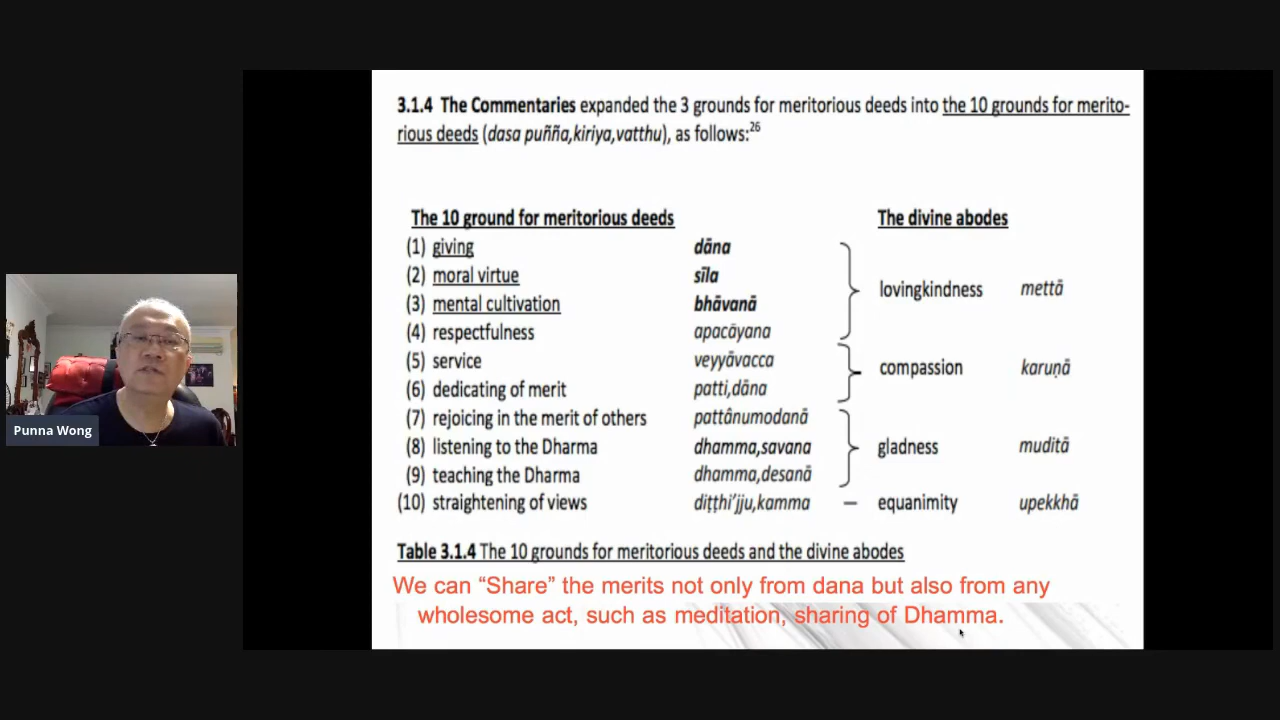 3.1.4 The Commentaries expanded the 3 grounds for meritorious deeds into the 10 grounds for merito-
rious deeds (dasa puñña,kiriya,vatthu), as follows:26
The 10 ground for meritorious deeds The divine abodes
(1) giving dāna
(2) moral virtue sīla
lovingkindness mettā
(3) mental cultivation bhāvanā
(4) respectfulness apacāyana
(5) service veyyāvacca
compassion karuṇā
(6) dedicating of merit patti,dāna
(7) rejoicing in the merit of others pattânumodanā
(8) listening to the Dharma dhamma,savana gladness muditā
(9) teaching the Dharma dhamma,desanā
(10) straightening of views diṭṭhi’jju,kamma — equanimity upekkhā
Table 3.1.4 The 10 grounds for meritorious deeds and the divine abodes
We can “Share” the merits not only from dana but also from any
wholesome act, such as meditation, sharing of Dhamma.
Punna Wong